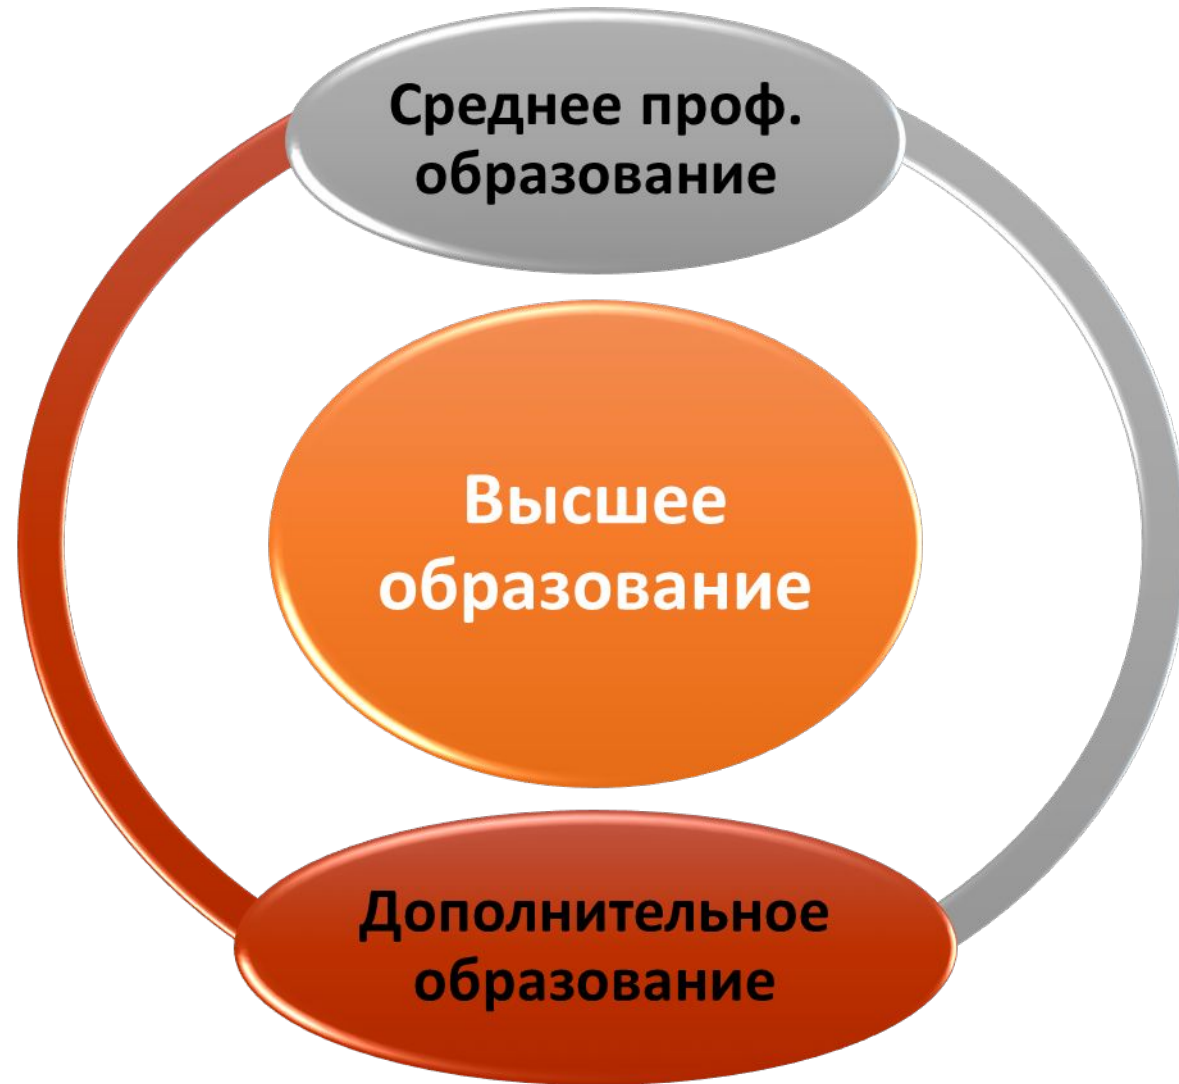 Среднее проф.
образование
Высшее
образование
Дополнительное
образование